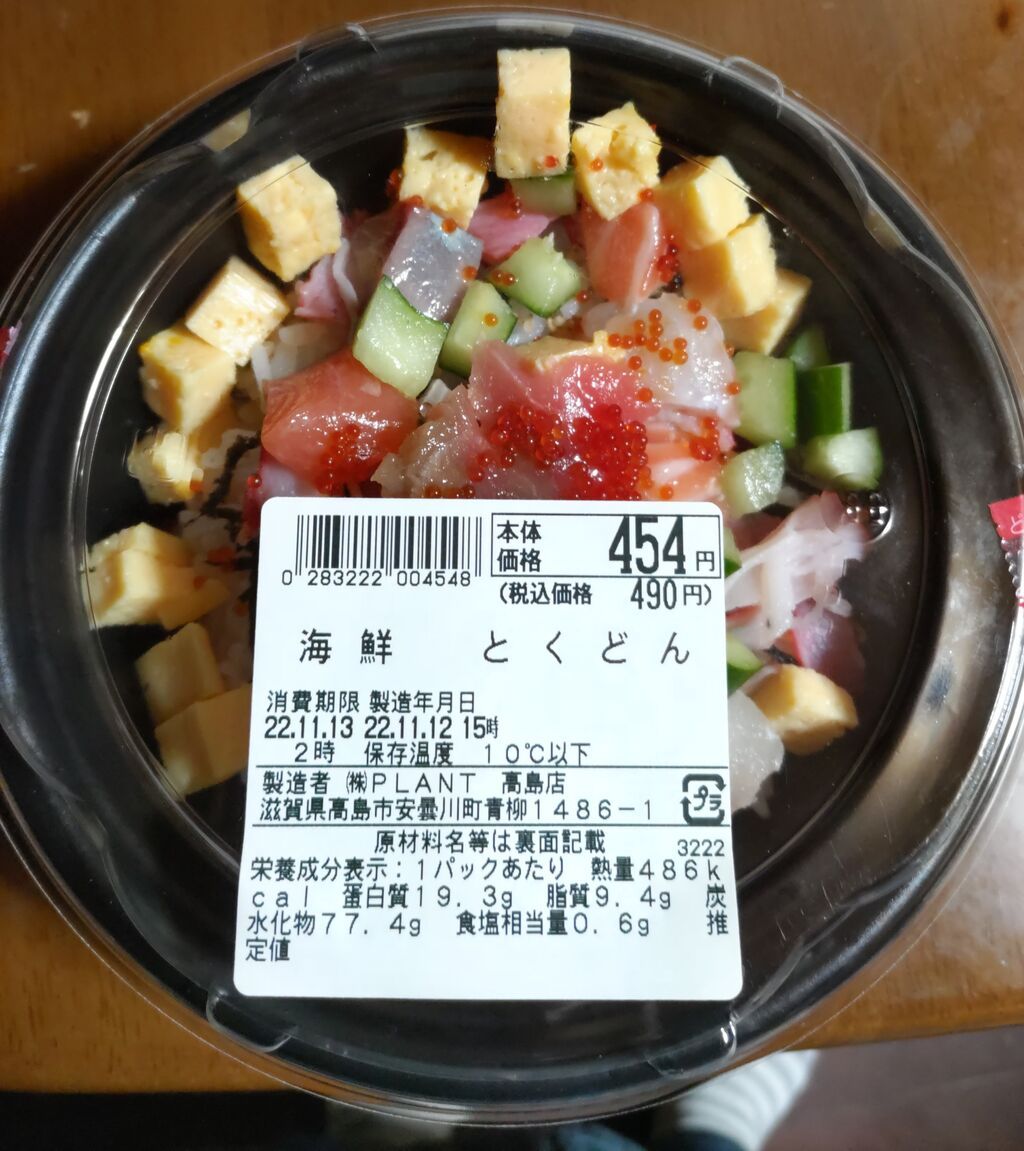 本体
価格 454円
0 283222 004548
(税込価格 490円)
海鮮 とくどん
消費期限 製造年月日
22.11.13 22.11.12 15時
2時 保存温度 10℃以下
製造者 ㈱PLANT 高島店
滋賀県高島市安曇川町青柳1486-1
プラ
原材料名等は裏面記載
3222
栄養成分表示:1パックあたり 熱量486k
cal 蛋白質19.3g 脂質9.4g 炭
水化物77.4g 食塩相当量0.6g 推
定値
ど